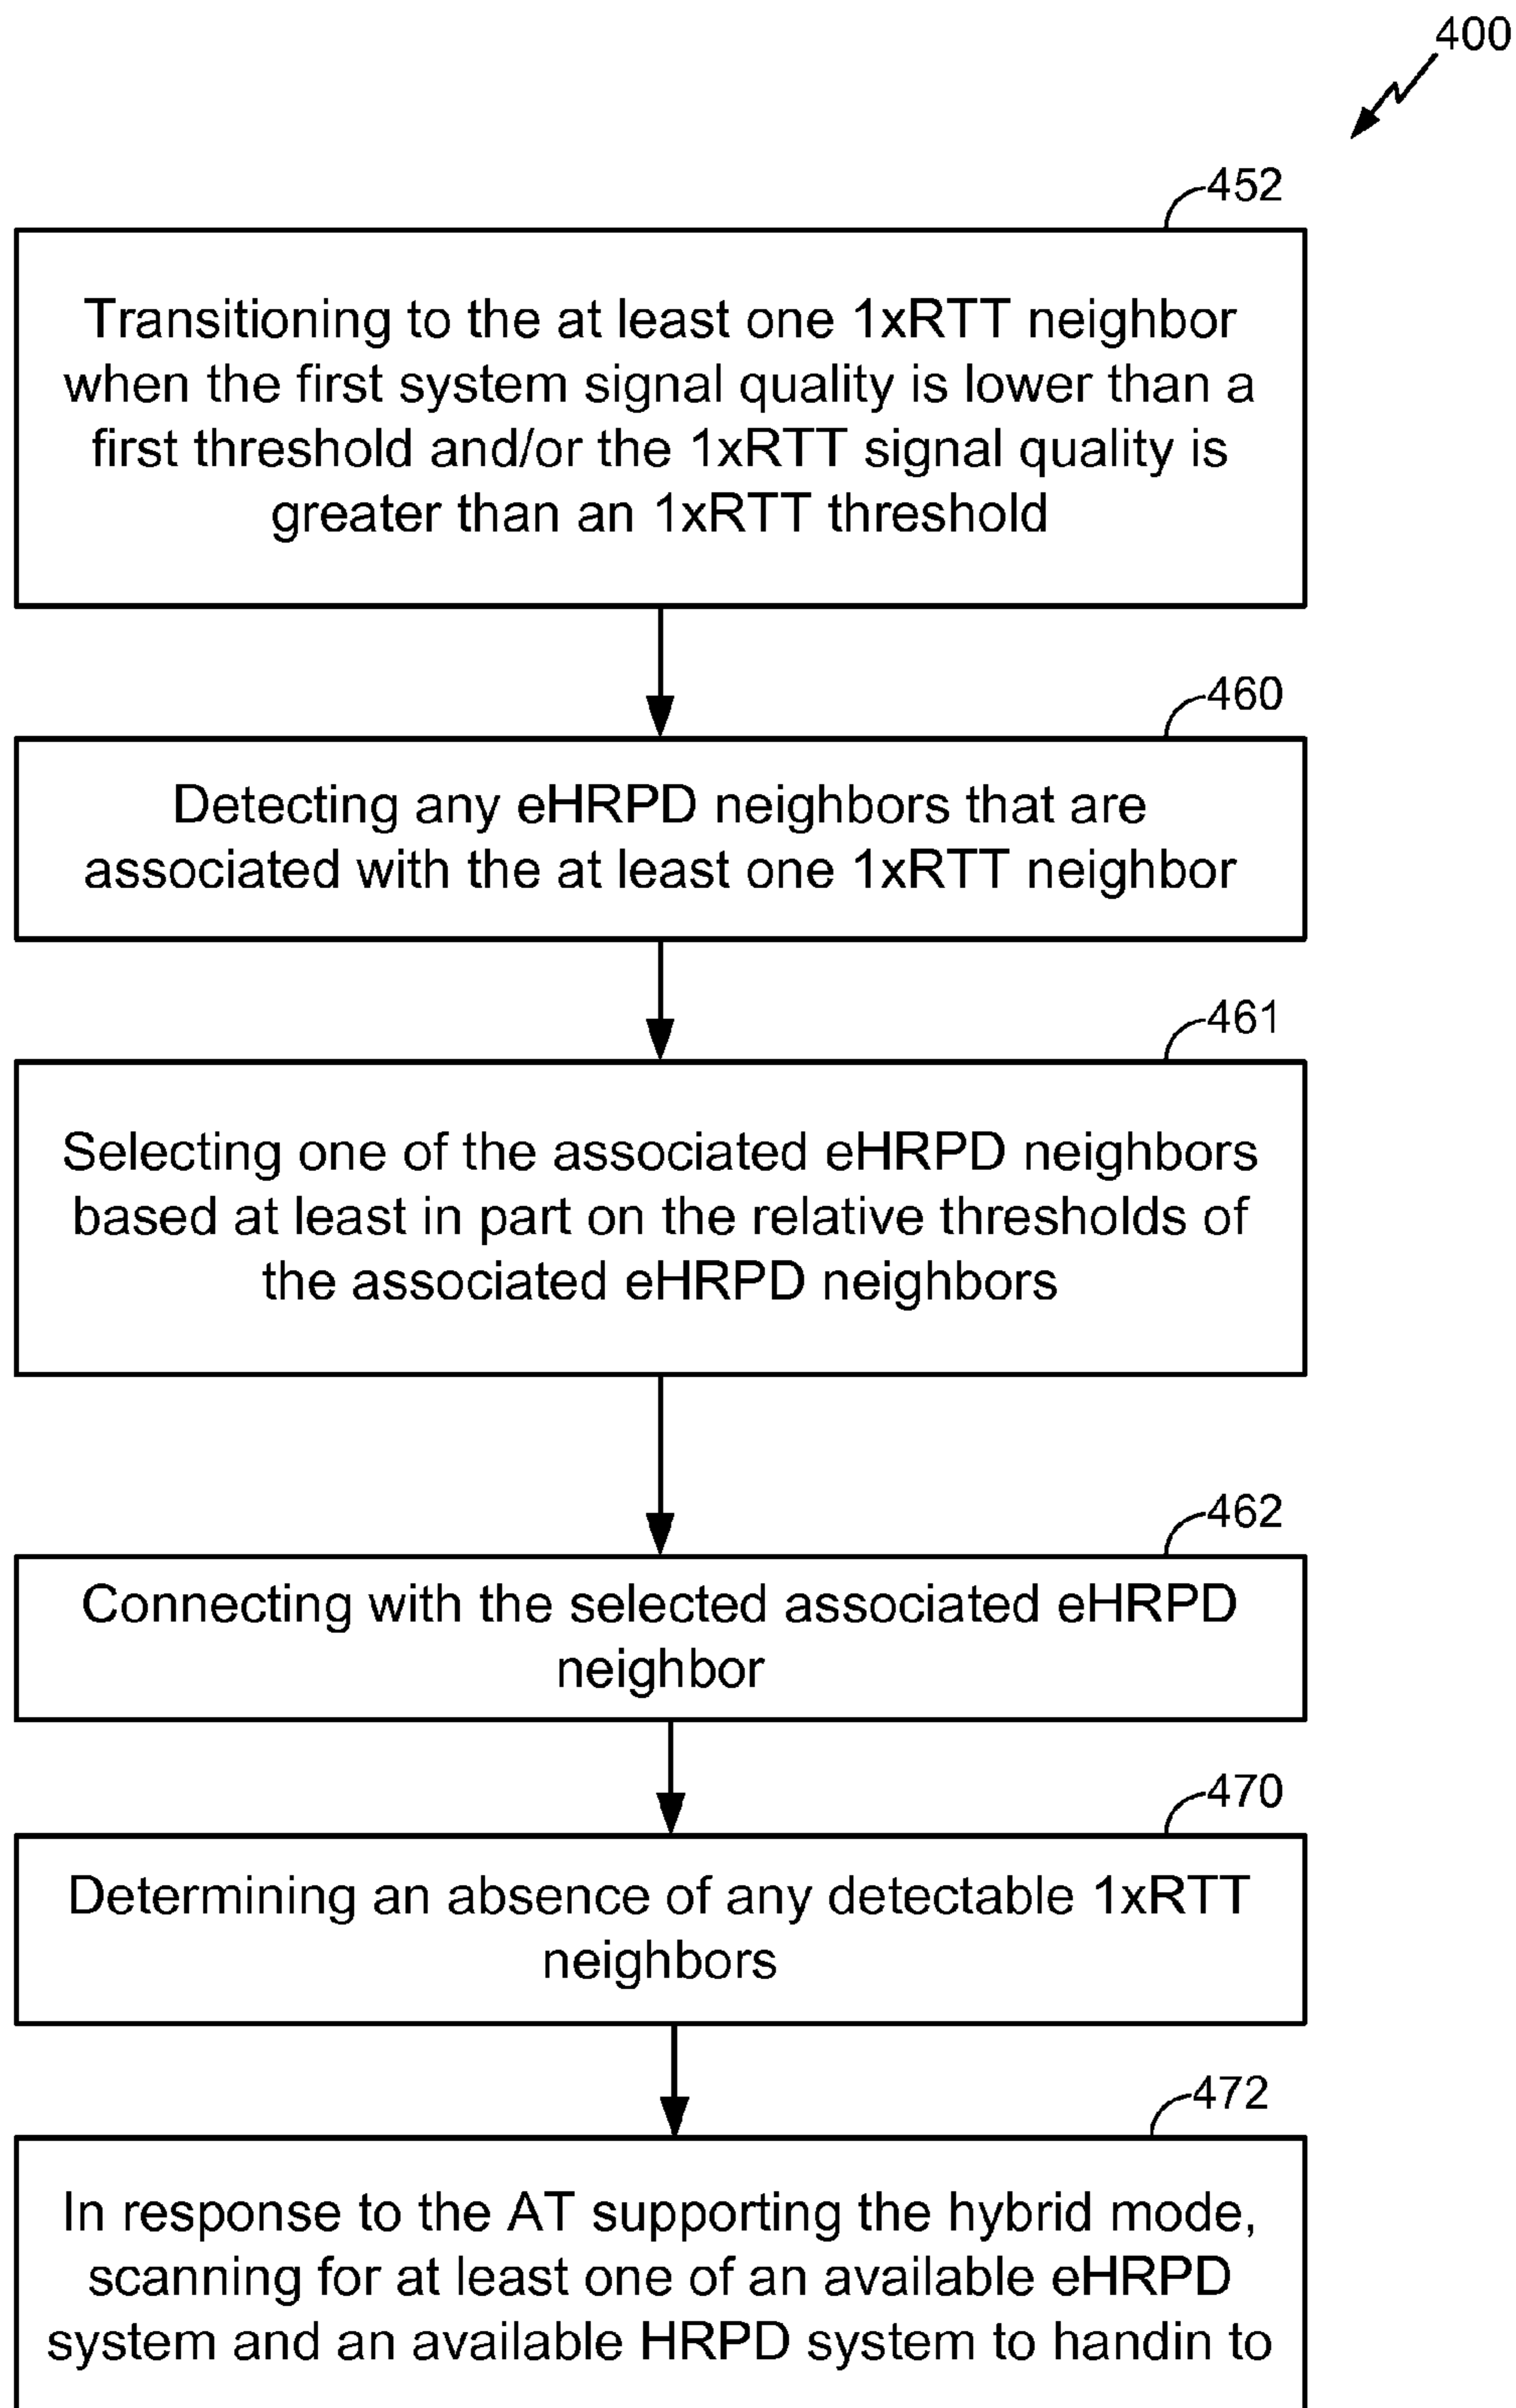 400
452
Transitioning to the at least one 1xRTT neighbor
when the first system signal quality is lower than a
first threshold and/or the 1xRTT signal quality is
greater than an 1xRTT threshold
460
Detecting any eHRPD neighbors that are
associated with the at least one 1xRTT neighbor
461
Selecting one of the associated eHRPD neighbors
based at least in part on the relative thresholds of
the associated eHRPD neighbors
462
Connecting with the selected associated eHRPD
neighbor
470
Determining an absence of any detectable 1xRTT
neighbors
472
In response to the AT supporting the hybrid mode,
scanning for at least one of an available eHRPD
system and an available HRPD system to handin to